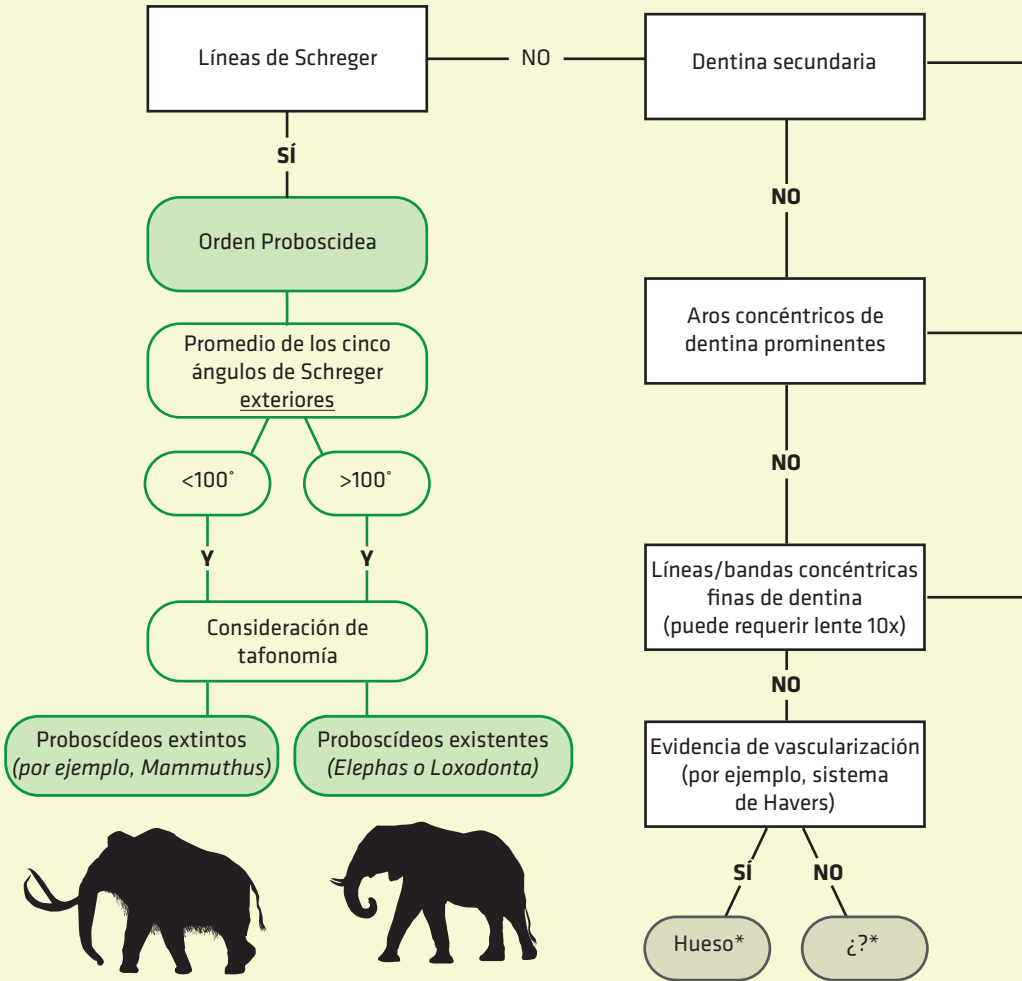 Líneas de Schreger
NO
Dentina secundaria
SÍ
NO
Orden Proboscidea
Aros concéntricos de
dentina prominentes
Promedio de los cinco
ángulos de Schreger
exteriores
<100˚
>100˚
NO
Y
Y
Líneas/bandas concéntricas
finas de dentina
(puede requerir lente 10x)
Consideración de
tafonomía
NO
Proboscídeos extintos
(por ejemplo, Mammuthus)
Proboscídeos existentes
(Elephas o Loxodonta)
Evidencia de vascularización
(por ejemplo, sistema
de Havers)
SÍ
NO
Hueso*
¿?*